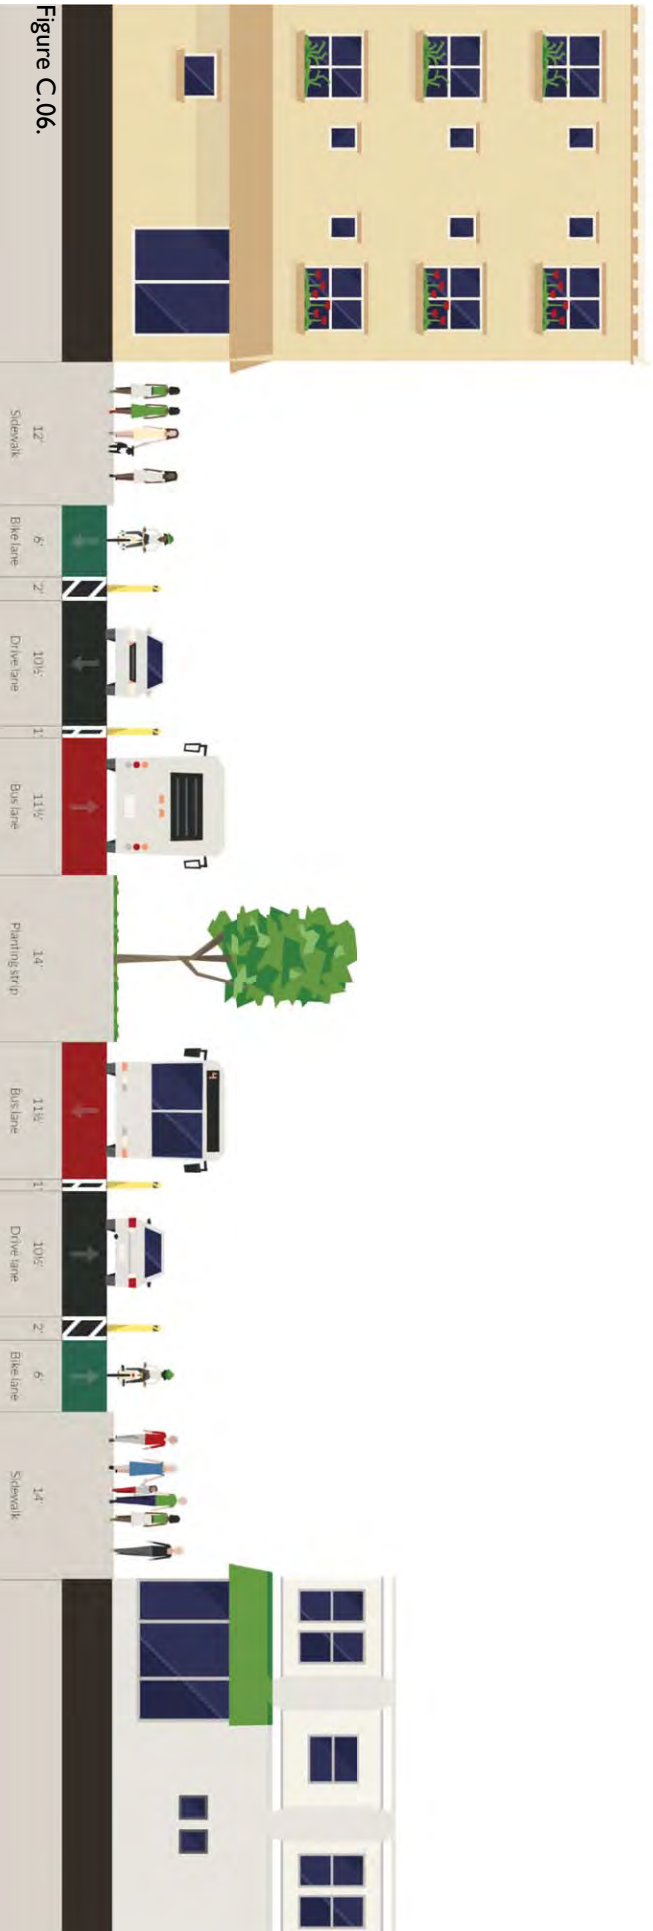 Figure C.06.
12'
Sidewalk
6'
Bike lane
2'
10½'
Drive lane
1'
11½'
Bus lane
14'
Planting strip
11½'
Bus lane
1'
10½'
Drive lane
2'
6'
Bike lane
14'
Sidewalk